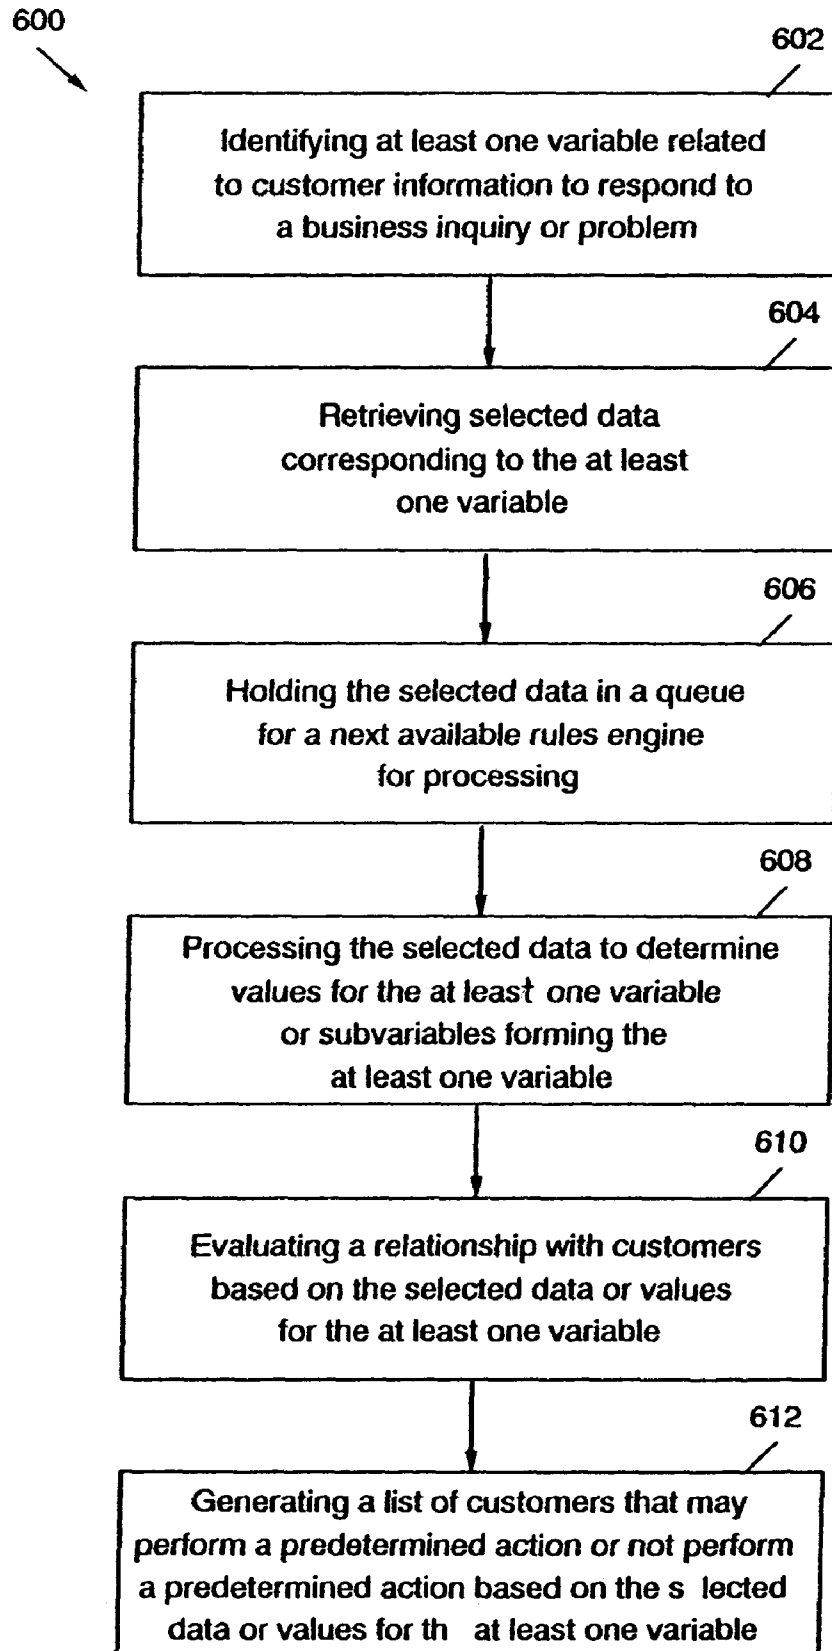 600
602
Identifying at least one variable related
to customer information to respond to
a business inquiry or problem
604
Retrieving selected data
corresponding to the at least
one variable
606
Holding the selected data in a queue
for a next available rules engine
for processing
608
Processing the selected data to determine
values for the at least one variable
or subvariables forming the
at least one variable
610
Evaluating a relationship with customers
based on the selected data or values
for the at least one variable
612
Generating a list of customers that may
perform a predetermined action or not perform
a predetermined action based on the s lected
data or values for th at least one variable